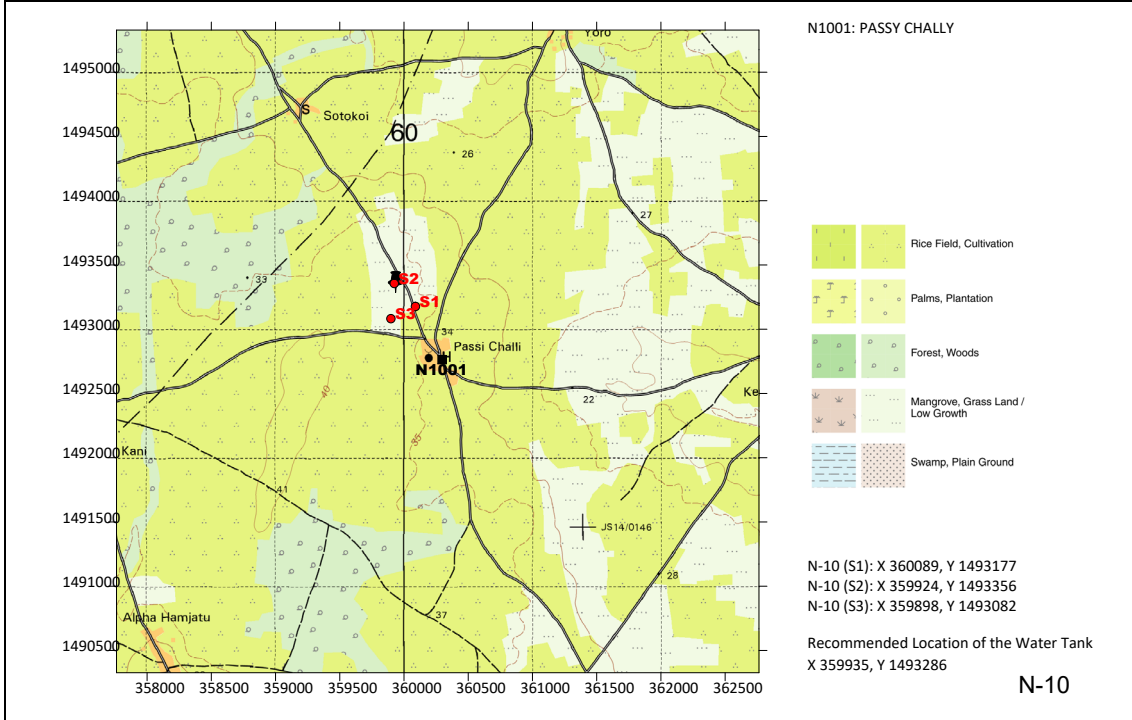 N1001: PASSY CHALLY
Yoro
1495000
S
Sotokoi
1494500
60
26
1494000
27
1493500
33
S2
S1
S3
1493000
34
Passi Challi
N1001
1492500
22
Ke
40
35
1492000
Kani
41
1491500
JS14/0146
1491000
28
37
Alpha Hamjatu
1490500
358000 358500 359000 359500 360000 360500 361000 361500 362000 362500
Rice Field, Cultivation
Palms, Plantation
Forest, Woods
Mangrove, Grass Land /
Low Growth
Swamp, Plain Ground
N-10 (S1): X 360089, Y 1493177
N-10 (S2): X 359924, Y 1493356
N-10 (S3): X 359898, Y 1493082
Recommended Location of the Water Tank
X 359935, Y 1493286
N-10